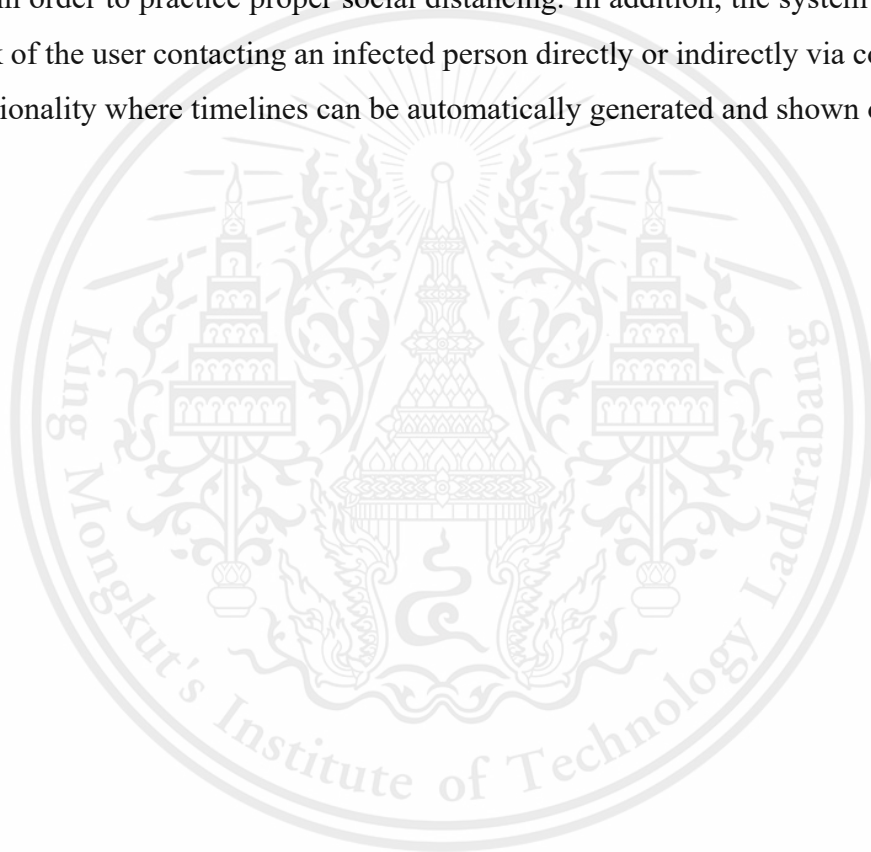 in order to practice proper social distancing. In addition, the system
of the user contacting an infected person directly or indirectly via
ionality where timelines can be automatically generated and shown
King Mongkut's Institute of Technology Ladkrabang